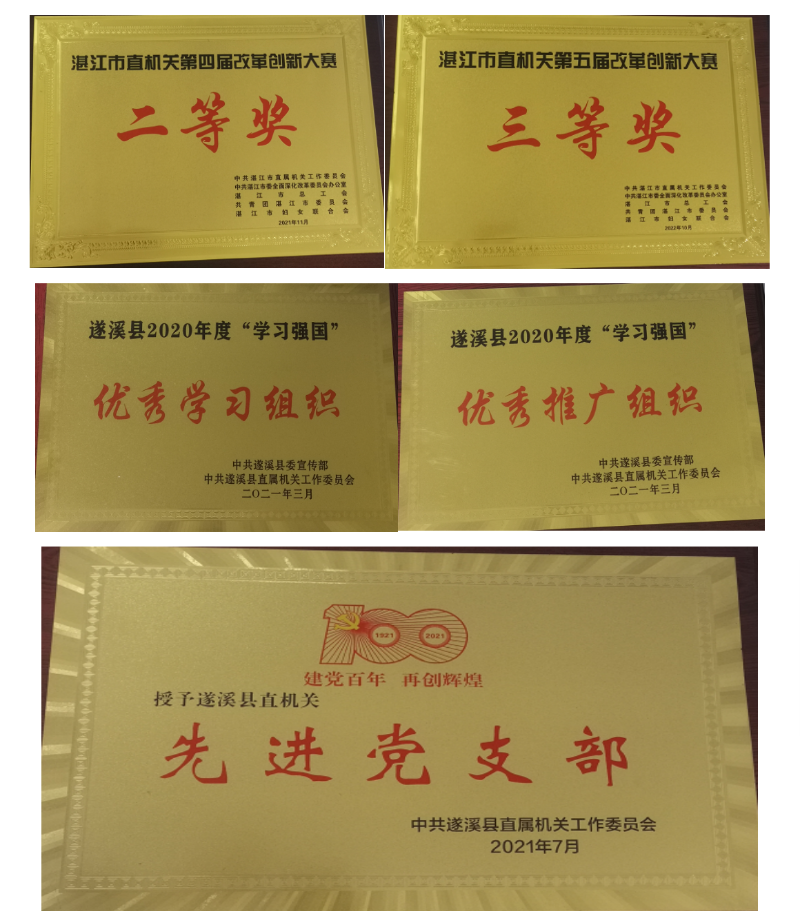 湛江市直机关第四届改革创新大赛
二等奖
中共湛江市直属机关工作委员会
中共湛江市委全面深化改革委员会办公室
湛江市总工会
共青团湛江市委员会
湛江市妇女联合会
2021年11月
湛江市直机关第五届改革创新大赛
三等奖
中共湛江市直属机关工作委员会
中共湛江市委全面深化改革委员会办公室
湛江市总工会
共青团湛江市委员会
湛江市妇女联合会
2022年10月
遂溪县2020年度“学习强国”
优秀学习组织
中共遂溪县委宣传部
中共遂溪县直属机关工作委员会
二〇二一年三月
遂溪县2020年度“学习强国”
优秀推广组织
中共遂溪县委宣传部
中共遂溪县直属机关工作委员会
二〇二一年三月
100
1921 2021
建党百年 再创辉煌
授予遂溪县直机关
先进党支部
中共遂溪县直属机关工作委员会
2021年7月